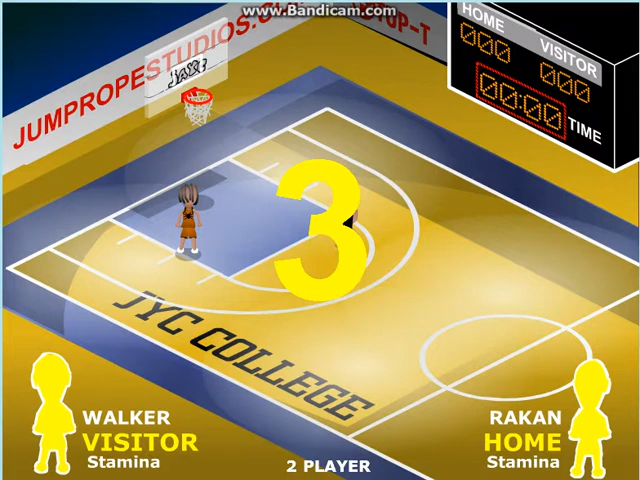 www.Bandicam.com
JUMPROPESTUDIOS.
HOME
VISITOR
000
000
00:00
TIME
3
JYC COLLEGE
WALKER
VISITOR
Stamina
RAKAN
HOME
Stamina
2 PLAYER